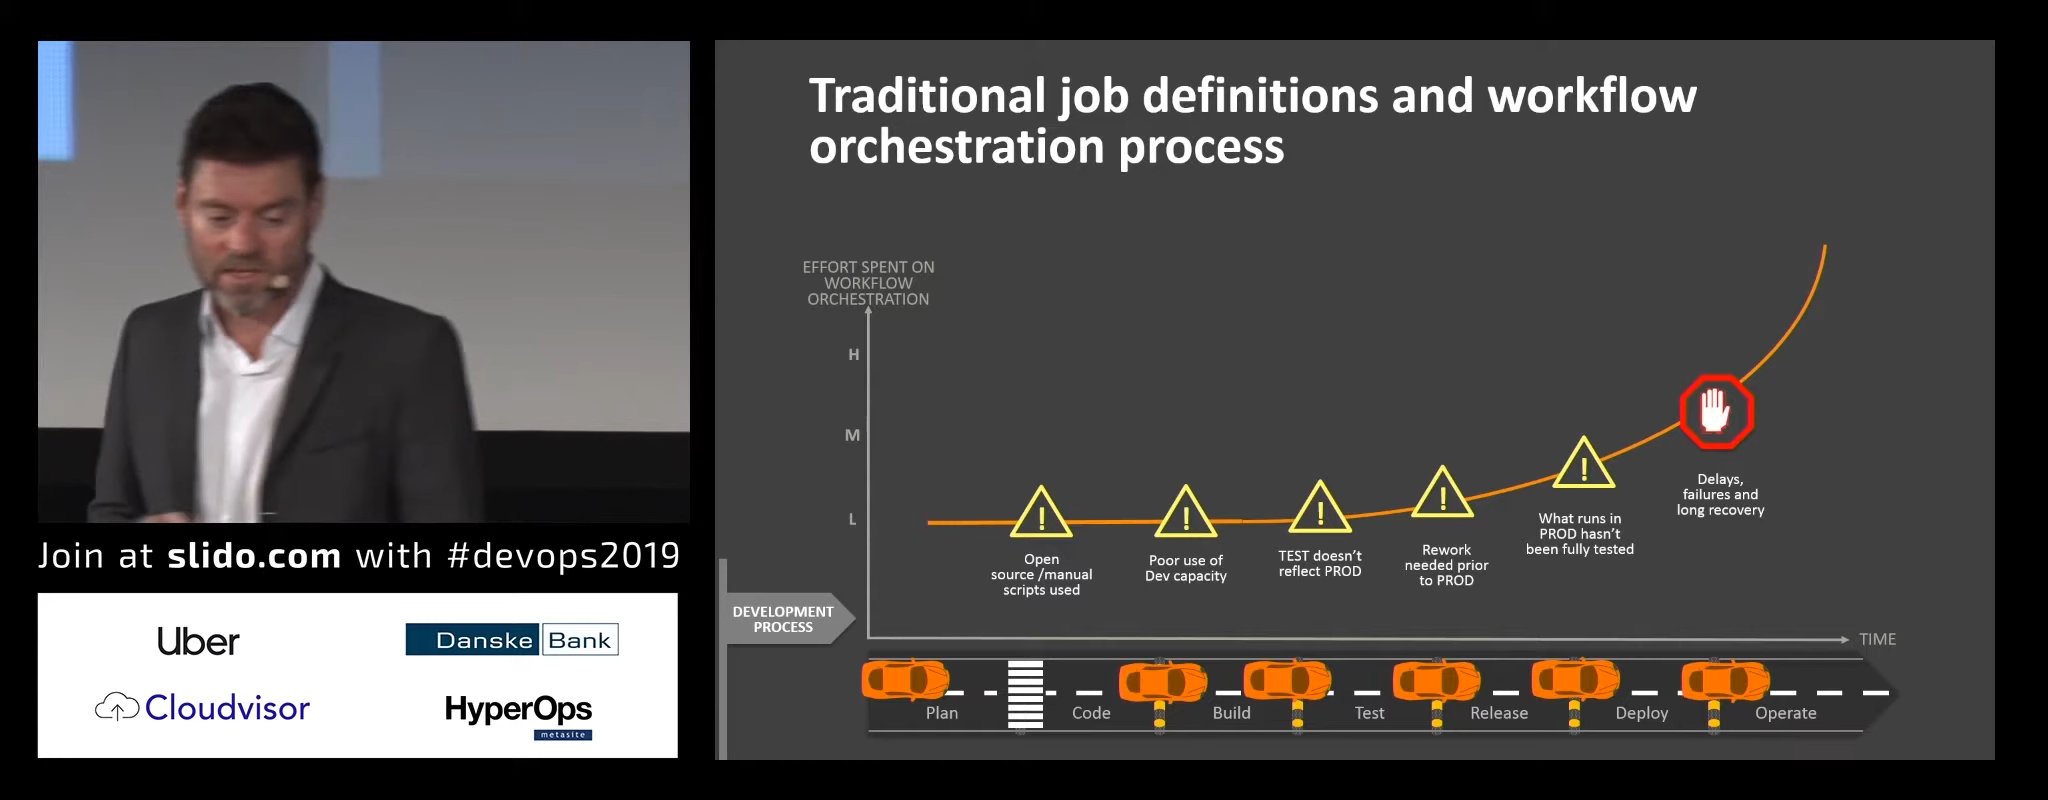 Traditional job definitions and workflow
orchestration process
EFFORT SPENT ON
WORKFLOW
ORCHESTRATION
H
M
L
Open
source /manual
scripts used
Poor use of
Dev capacity
TEST doesn't
reflect PROD
Rework
needed prior
to PROD
What runs in
PROD hasn't
been fully tested
Delays,
failures and
long recovery
DEVELOPMENT
PROCESS
TIME
Plan
Code
Build
Test
Release
Deploy
Operate
Join at slido.com with #devops2019
Uber
Danske Bank
Cloudvisor
HyperOps
metasite